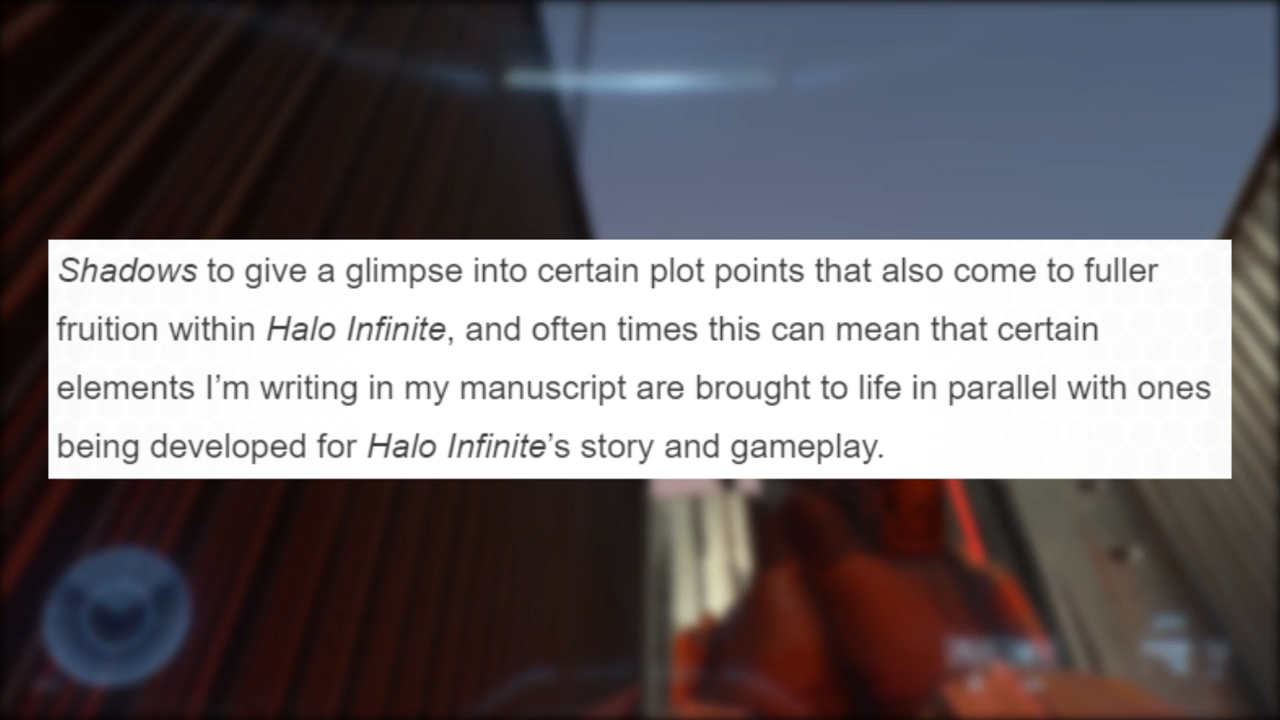 Shadows to give a glimpse into certain plot points that also come to fuller
fruition within Halo Infinite, and often times this can mean that certain
elements I’m writing in my manuscript are brought to life in parallel with ones
being developed for Halo Infinite’s story and gameplay.